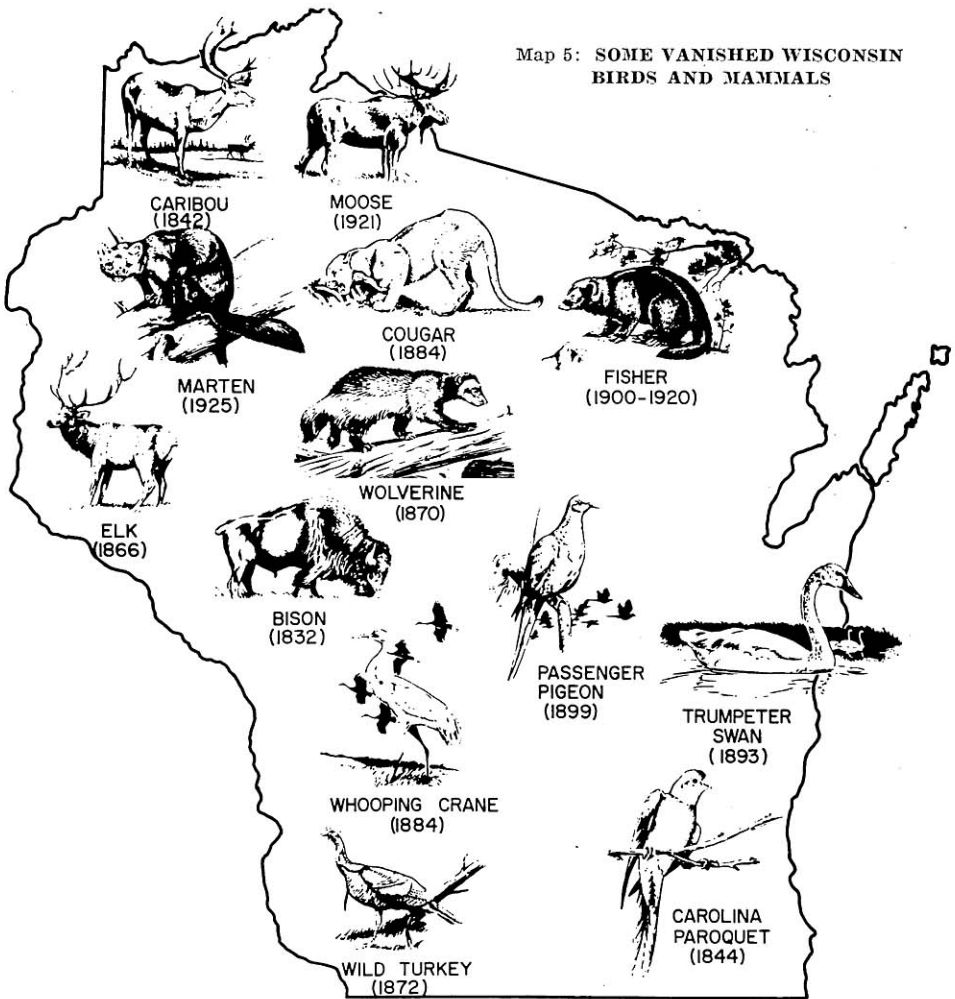 Map 5: SOME VANISHED WISCONSIN
BIRDS AND MAMMALS
CARIBOU
(1842)
MOOSE
(1921)
MARTEN
(1925)
COUGAR
(1884)
FISHER
(1900-1920)
ELK
(1866)
WOLVERINE
(1870)
BISON
(1832)
PASSENGER
PIGEON
(1899)
TRUMPETER
SWAN
(1893)
WHOOPING CRANE
(1884)
CAROLINA
PAROQUET
(1844)
WILD TURKEY
(1872)